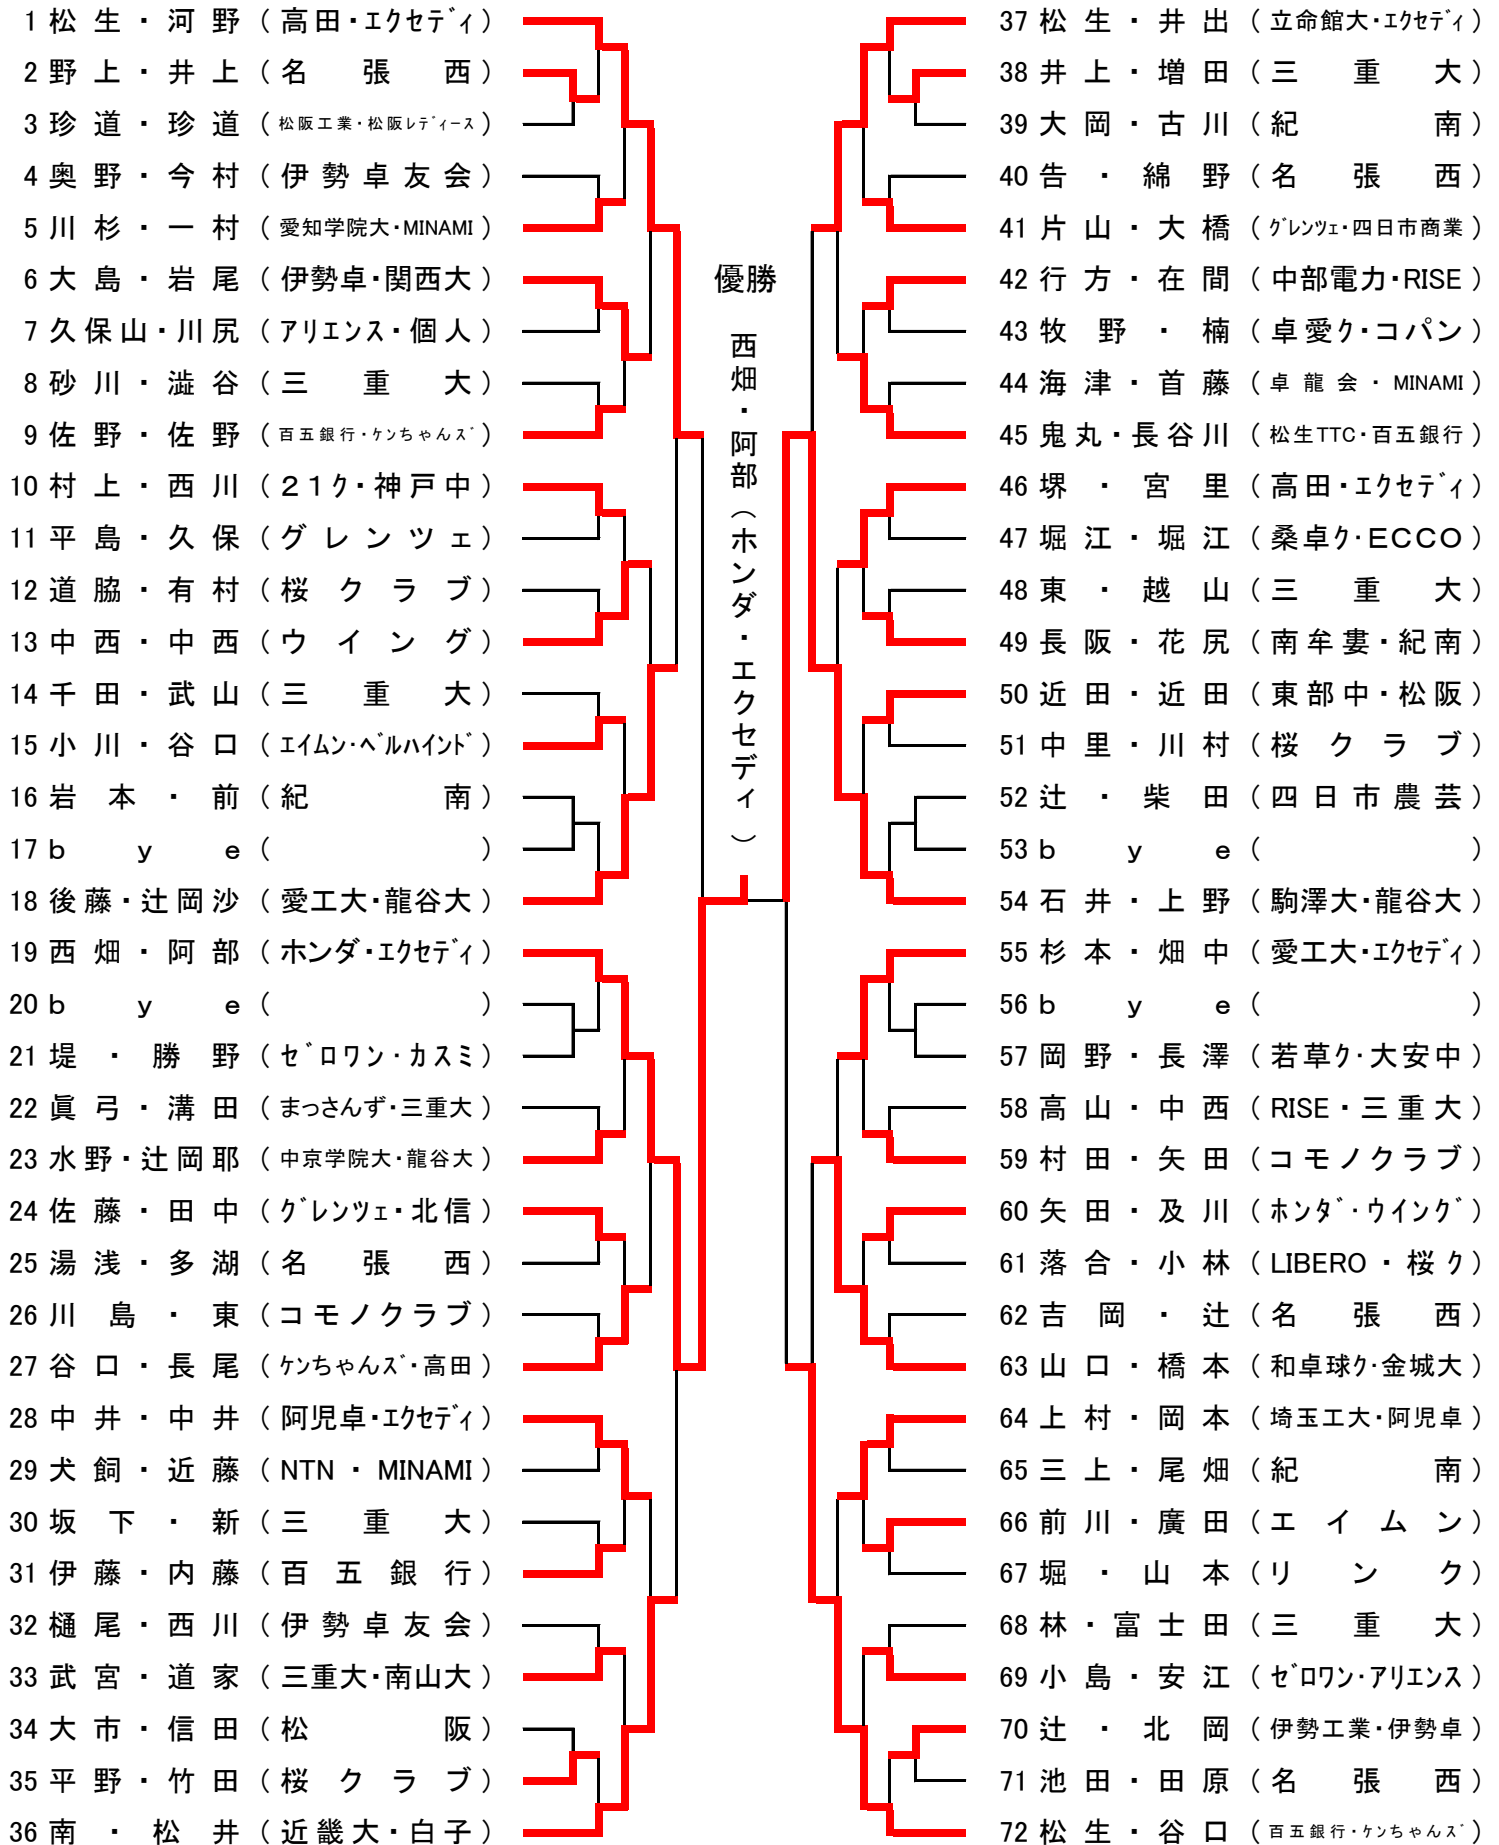 1 松生・河野（高田・エクセディ）
2 野上・井上（名張西）
3 珍道・珍道（松阪工業・松阪レディース）
4 奥野・今村（伊勢卓友会）
5 川杉・一村（愛知学院大・MINAMI）
6 大島・岩尾（伊勢卓・関西大）
7 久保山・川尻（アリエンス・個人）
8 砂川・澁谷（三重大）
9 佐野・佐野（百五銀行・ケンちゃんズ）
10 村上・西川（２１ク・神戸中）
11 平島・久保（グレンツェ）
12 道脇・有村（桜クラブ）
13 中西・中西（ウイング）
14 千田・武山（三重大）
15 小川・谷口（エイムン・ベルハインド）
16 岩本・前（紀南）
17 bye（）
18 後藤・辻岡沙（愛工大・龍谷大）
19 西畑・阿部（ホンダ・エクセディ）
20 bye（）
21 堤・勝野（ゼロワン・カスミ）
22 眞弓・溝田（まっさんず・三重大）
23 水野・辻岡耶（中京学院大・龍谷大）
24 佐藤・田中（グレンツェ・北信）
25 湯浅・多湖（名張西）
26 川島・東（コモノクラブ）
27 谷口・長尾（ケンちゃんズ・高田）
28 中井・中井（阿児卓・エクセディ）
29 犬飼・近藤（NTN・MINAMI）
30 坂下・新（三重大）
31 伊藤・内藤（百五銀行）
32 樋尾・西川（伊勢卓友会）
33 武宮・道家（三重大・南山大）
34 大市・信田（松阪）
35 平野・竹田（桜クラブ）
36 南・松井（近畿大・白子）
優勝
西畑・阿部（ホンダ・エクセディ）
37 松生・井出（立命館大・エクセディ）
38 井上・増田（三重大）
39 大岡・古川（紀南）
40 告・綿野（名張西）
41 片山・大橋（グレンツェ・四日市商業）
42 行方・在間（中部電力・RISE）
43 牧野・楠（卓愛ク・コパン）
44 海津・首藤（卓龍会・MINAMI）
45 鬼丸・長谷川（松生TTC・百五銀行）
46 堺・宮里（高田・エクセディ）
47 堀江・堀江（桑卓ク・ECCO）
48 東・越山（三重大）
49 長阪・花尻（南牟婁・紀南）
50 近田・近田（東部中・松阪）
51 中里・川村（桜クラブ）
52 辻・柴田（四日市農芸）
53 bye（）
54 石井・上野（駒澤大・龍谷大）
55 杉本・畑中（愛工大・エクセディ）
56 bye（）
57 岡野・長澤（若草ク・大安中）
58 高山・中西（RISE・三重大）
59 村田・矢田（コモノクラブ）
60 矢田・及川（ホンダ・ウイング）
61 落合・小林（LIBERO・桜ク）
62 吉岡・辻（名張西）
63 山口・橋本（和卓球ク・金城大）
64 上村・岡本（埼玉工大・阿児卓）
65 三上・尾畑（紀南）
66 前川・廣田（エイムン）
67 堀・山本（リンク）
68 林・富士田（三重大）
69 小島・安江（ゼロワン・アリエンス）
70 辻・北岡（伊勢工業・伊勢卓）
71 池田・田原（名張西）
72 松生・谷口（百五銀行・ケンちゃんズ）